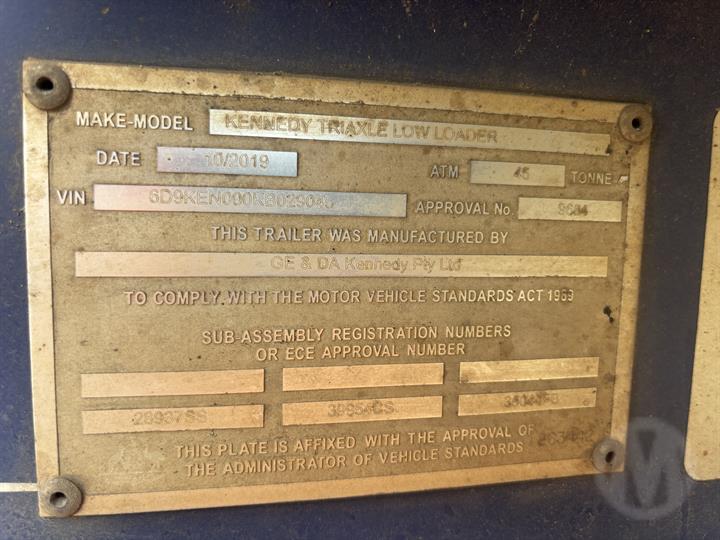 MAKE-MODEL KENNEDY TRIAXLE LOW LOADER
DATE 10/2019 ATM 45 TONNE
VIN APPROVAL No. 9684
THIS TRAILER WAS MANUFACTURED BY
GE & DA Kennedy Pty Ltd
TO COMPLY WITH THE MOTOR VEHICLE STANDARDS ACT 1989
SUB-ASSEMBLY REGISTRATION NUMBERS
OR ECE APPROVAL NUMBER
28937SS
THIS PLATE IS AFFIXED WITH THE APPROVAL OF
THE ADMINISTRATOR OF VEHICLE STANDARDS
M